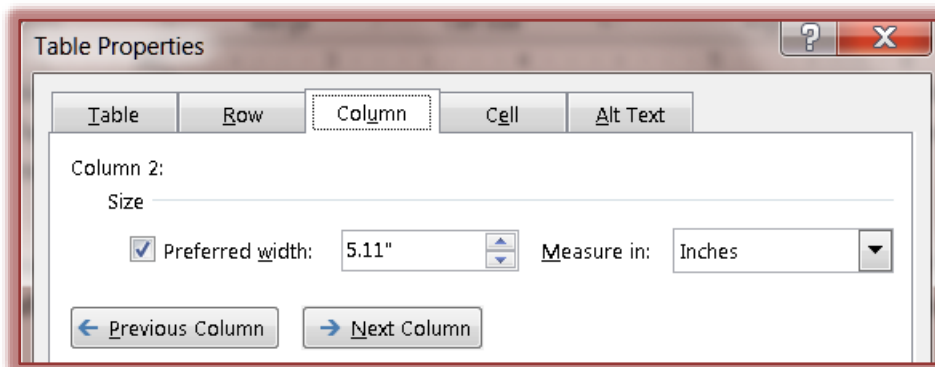 Table Properties
Table Row Column Cell Alt Text
Column 2:
Size
Preferred width: 5.11" Measure in: Inches
Previous Column Next Column